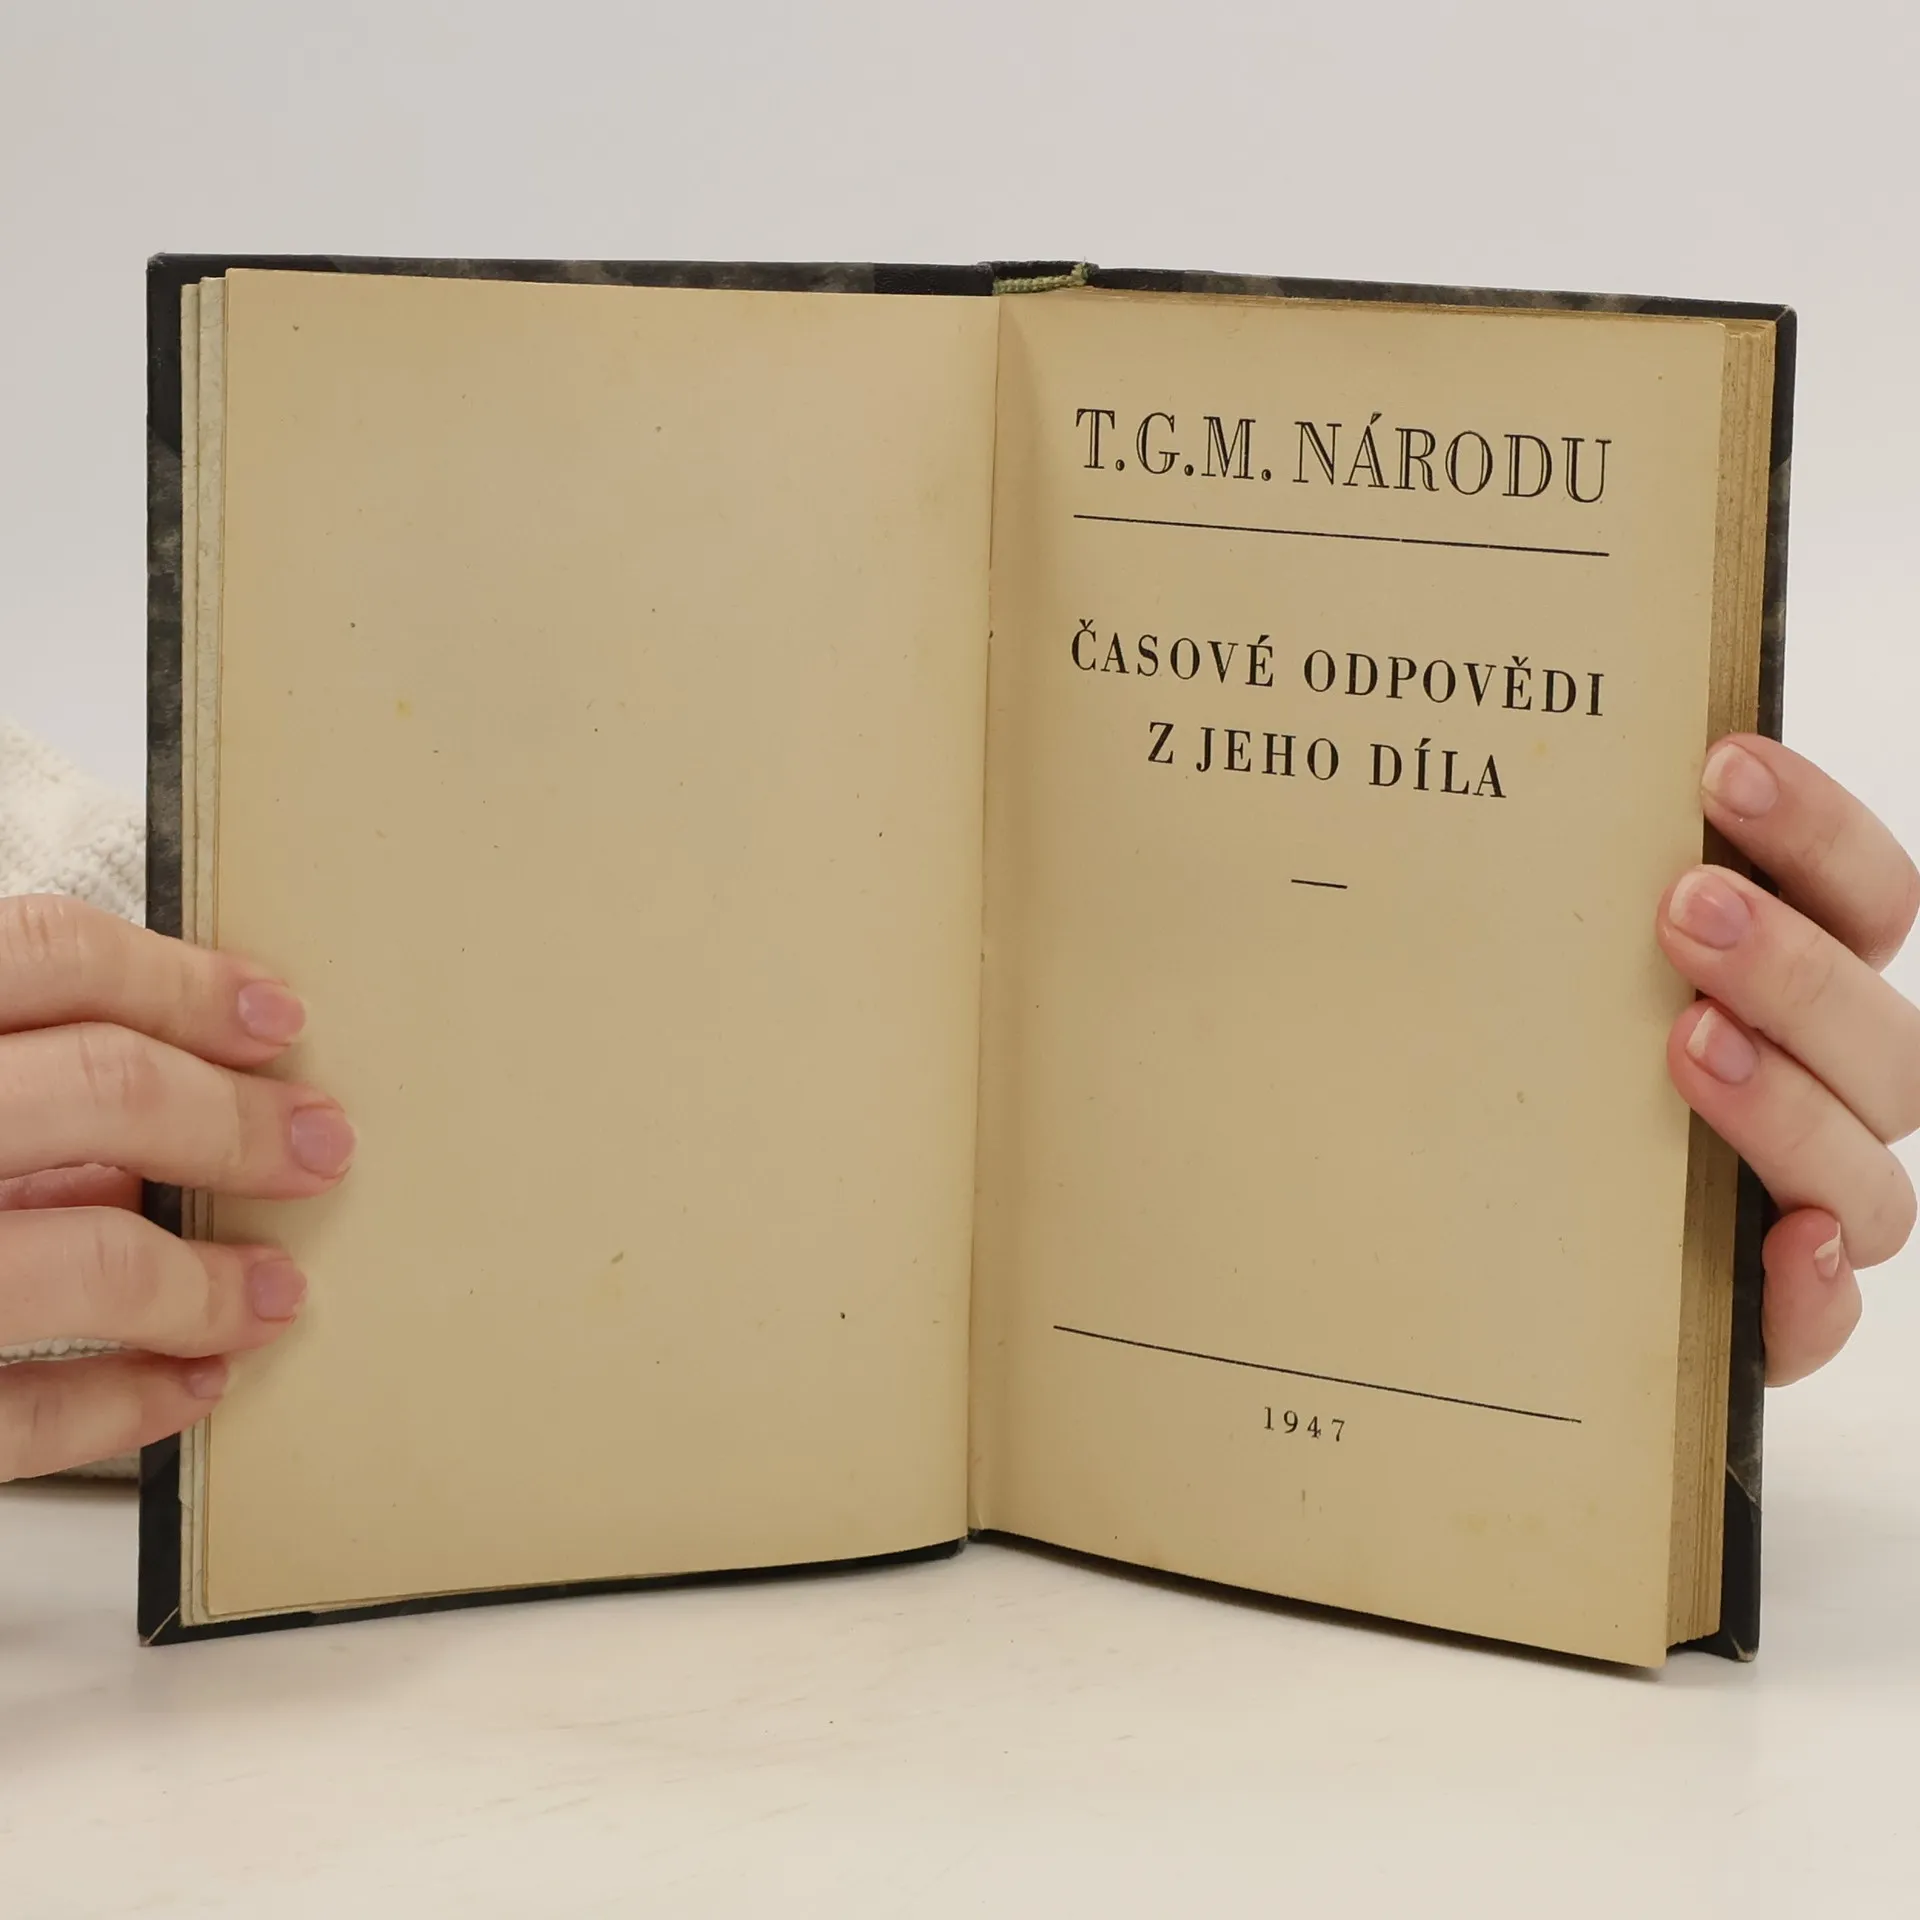 T.G.M. NÁRODU
ČASOVÉ ODPOVĚDI
Z JEHO DÍLA
1947